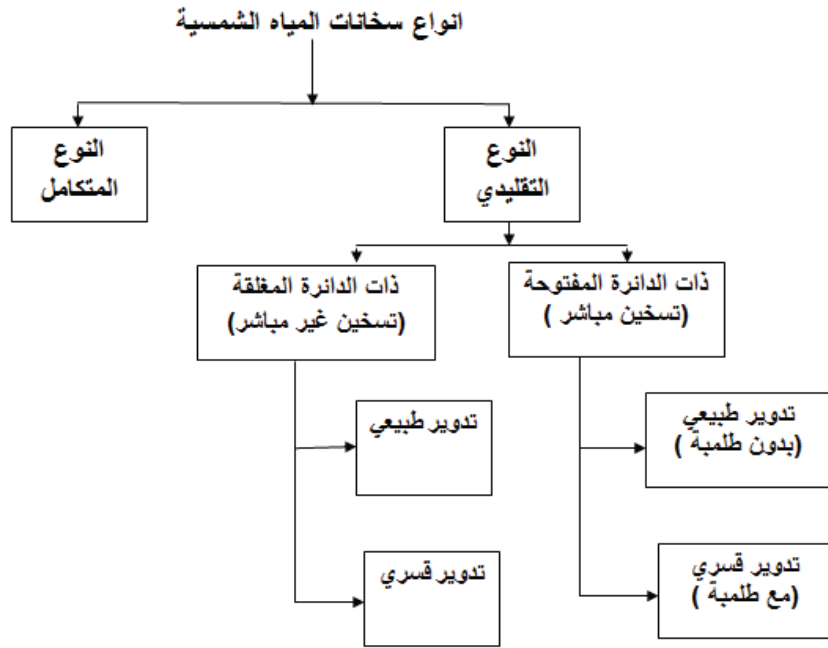 انواع سخانات المياه الشمسية
النوع
التقليدي
النوع
المتكامل
ذات الدائرة المفتوحة
(تسخين مباشر )
ذات الدائرة المغلقة
(تسخين غير مباشر)
تدوير طبيعي
(بدون طلمبة )
تدوير طبيعي
تدوير قسري
(مع طلمبة )
تدوير قسري